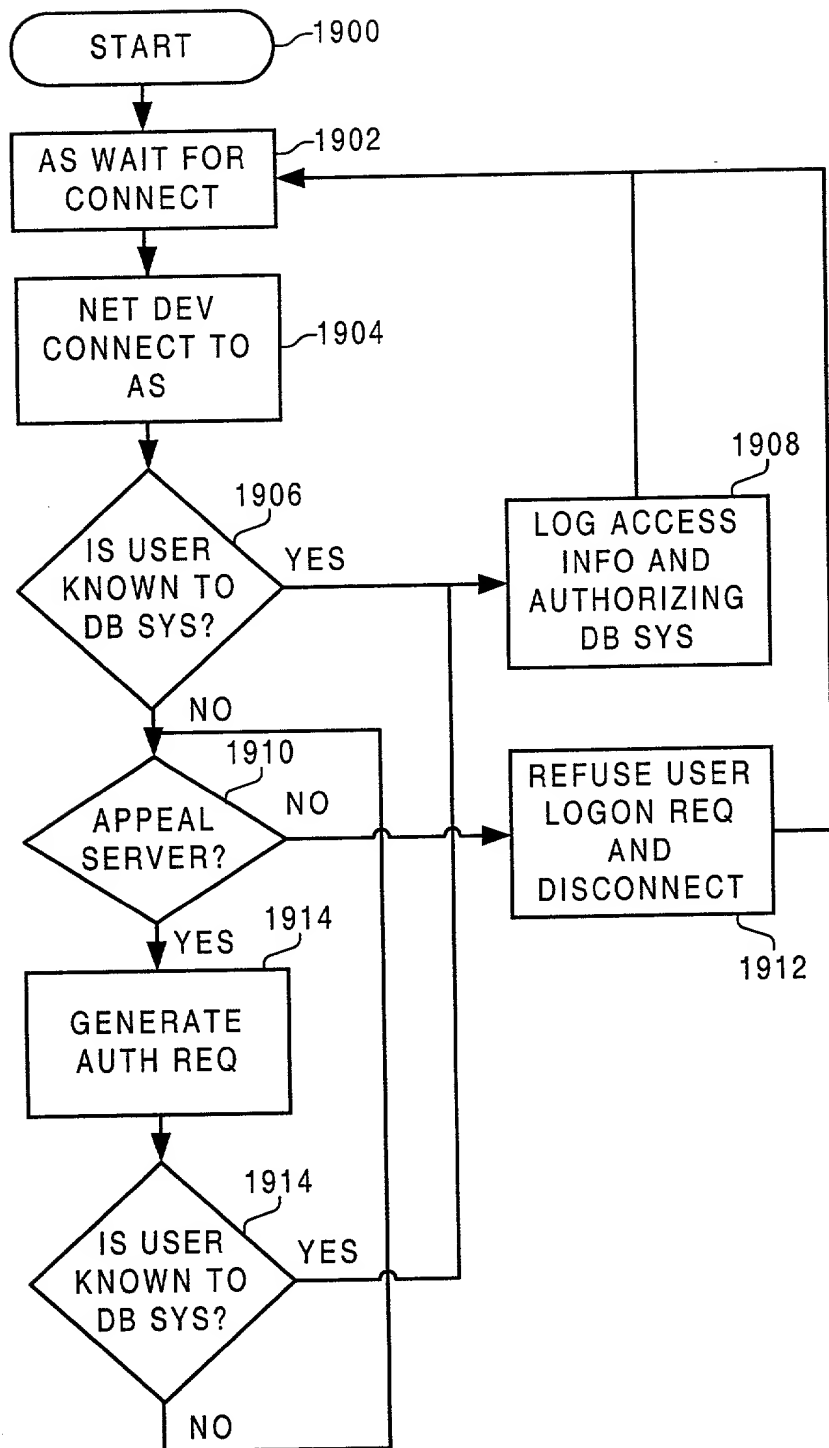 START
1900
AS WAIT FOR
CONNECT
1902
NET DEV
CONNECT TO
AS
1904
IS USER
KNOWN TO
DB SYS?
1906
YES
LOG ACCESS
INFO AND
AUTHORIZING
DB SYS
1908
NO
APPEAL
SERVER?
1910
NO
REFUSE USER
LOGON REQ
AND
DISCONNECT
1912
YES
GENERATE
AUTH REQ
1914
IS USER
KNOWN TO
DB SYS?
1914
YES
NO